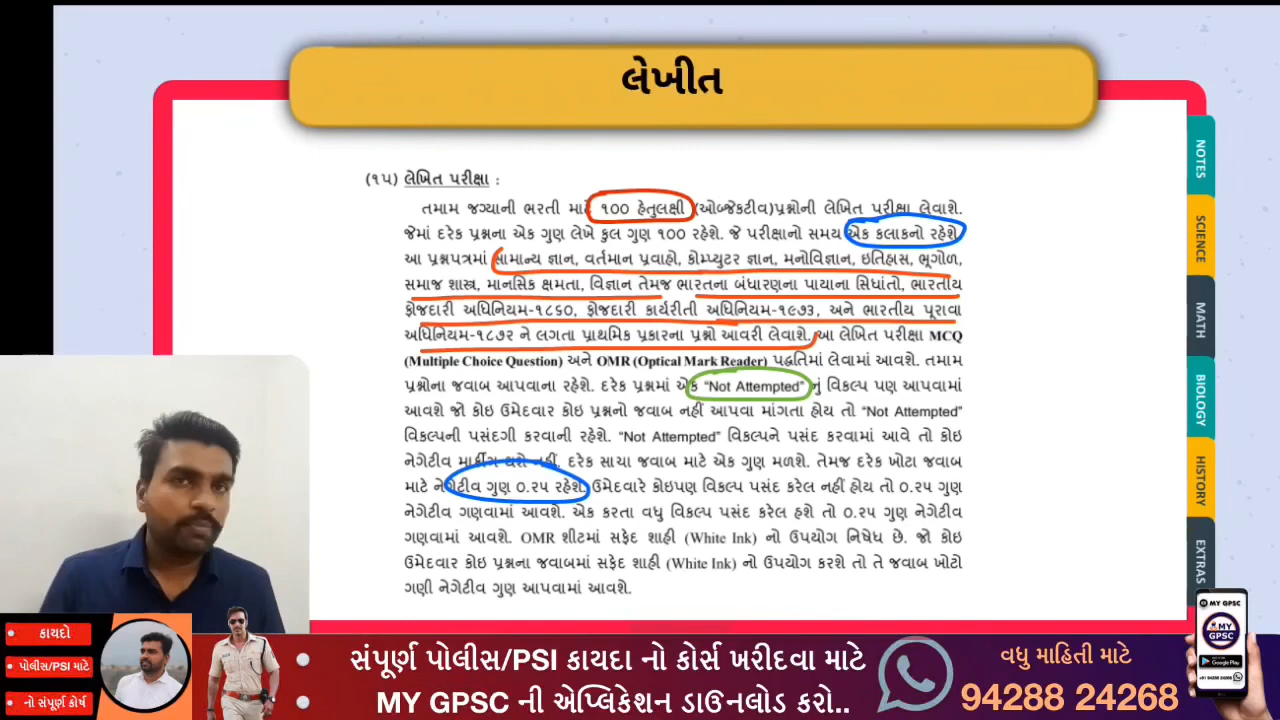 લેખીત
(૧૫) લેખિત પરીક્ષા :
તમામ જગ્યાની ભરતી માટે ૧૦૦ હેતુલક્ષી (ઓબ્જેકટીવ)પ્રશ્નોની લેખિત પરીક્ષા લેવાશે.
જેમાં દરેક પ્રશ્નના એક ગુણ લેખે કુલ ગુણ ૧૦૦ રહેશે. જે પરીક્ષાનો સમય એક કલાકનો રહેશે.
આ પ્રશ્નપત્રમાં સામાન્ય જ્ઞાન, વર્તમાન પ્રવાહો, કોમ્પ્યુટર જ્ઞાન, મનોવિજ્ઞાન, ઇતિહાસ, ભૂગોળ,
સમાજ શાસ્ત્ર, માનસિક ક્ષમતા, વિજ્ઞાન તેમજ ભારતના બંધારણના પાયાના સિધાંતો, ભારતીય
ફોજદારી અધિનિયમ-૧૮૬૦, ફોજદારી કાર્યરીતી અધિનિયમ-૧૯૭૩, અને ભારતીય પૂરાવા
અધિનિયમ-૧૮૭૨ ને લગતા પ્રાથમિક પ્રકારના પ્રશ્નો આવરી લેવાશે. આ લેખિત પરીક્ષા MCQ
(Multiple Choice Question) અને OMR (Optical Mark Reader) પદ્ધતિમાં લેવામાં આવશે. તમામ
પ્રશ્નોના જવાબ આપવાના રહેશે. દરેક પ્રશ્નમાં એક “Not Attempted” નું વિકલ્પ પણ આપવામાં
આવશે જો કોઇ ઉમેદવાર કોઇ પ્રશ્નનો જવાબ નહીં આપવા માંગતા હોય તો “Not Attempted”
વિકલ્પની પસંદગી કરવાની રહેશે. “Not Attempted” વિકલ્પને પસંદ કરવામાં આવે તો કોઇ
નેગેટીવ માર્કીંગ થશે નહીં. દરેક સાચા જવાબ માટે એક ગુણ મળશે. તેમજ દરેક ખોટા જવાબ
માટે નેગેટીવ ગુણ ૦.૨૫ રહેશે. ઉમેદવારે કોઇપણ વિકલ્પ પસંદ કરેલ નહીં હોય તો ૦.૨૫ ગુણ
નેગેટીવ ગણવામાં આવશે. એક કરતા વધુ વિકલ્પ પસંદ કરેલ હશે તો ૦.૨૫ ગુણ નેગેટીવ
ગણવામાં આવશે. OMR શીટમાં સફેદ શાહી (White Ink) નો ઉપયોગ નિષેધ છે. જો કોઇ
ઉમેદવાર કોઇ પ્રશ્નના જવાબમાં સફેદ શાહી (White Ink) નો ઉપયોગ કરશે તો તે જવાબ ખોટો
ગણી નેગેટીવ ગુણ આપવામાં આવશે.
NOTES
SCIENCE
MATH
BIOLOGY
HISTORY
EXTRAS
કાયદો
પોલીસ/PSI માટે
નો સંપૂર્ણ કોર્ષ
સંપૂર્ણ પોલીસ/PSI કાયદા નો કોર્સ ખરીદવા માટે
MY GPSC ની એપ્લિકેશન ડાઉનલોડ કરો..
વધુ માહિતી માટે
94288 24268
MY GPSC
MY
GPSC
Google Play
+91 94288 24268